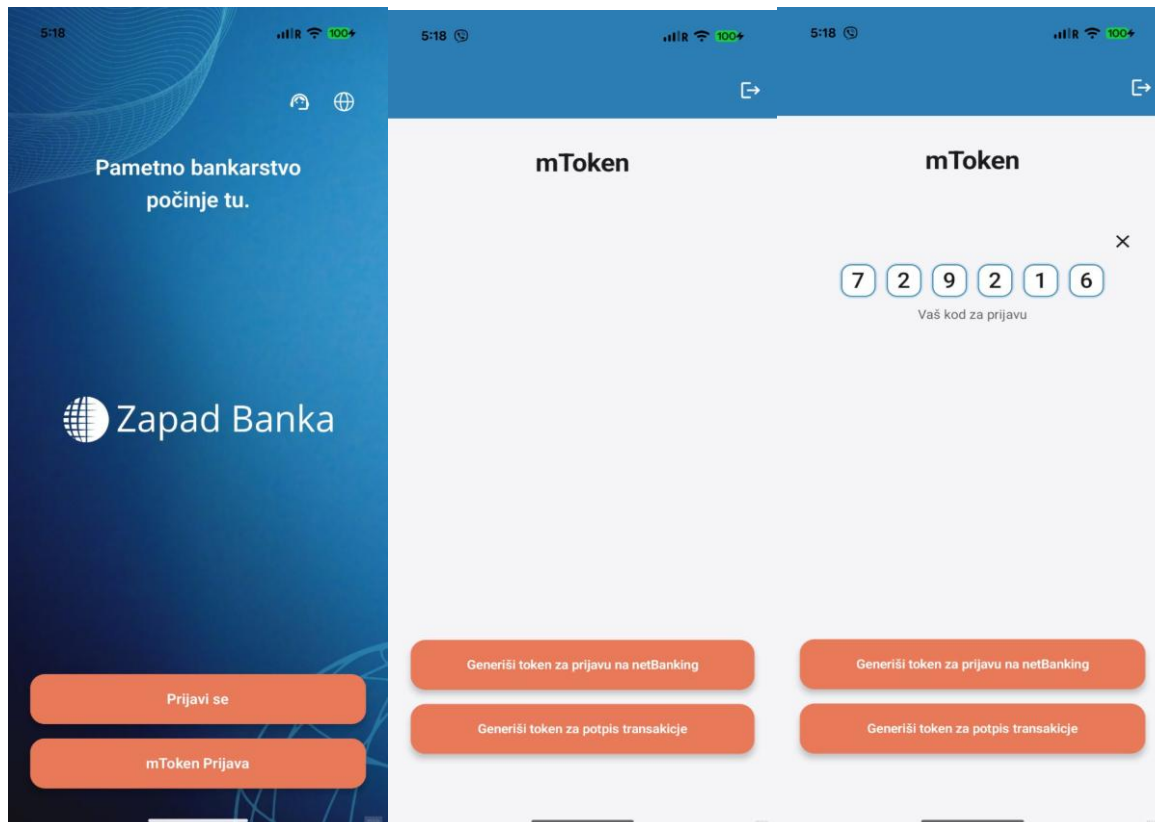 5:18
R 100
Pametno bankarstvo
počinje tu.
Zapad Banka
Prijavi se
mToken Prijava
5:18
R 100
mToken
Generiši token za prijavu na netBanking
Generiši token za potpis transakicje
5:18
R 100
mToken
7 2 9 2 1 6
Vaš kod za prijavu
Generiši token za prijavu na netBanking
Generiši token za potpis transakicje